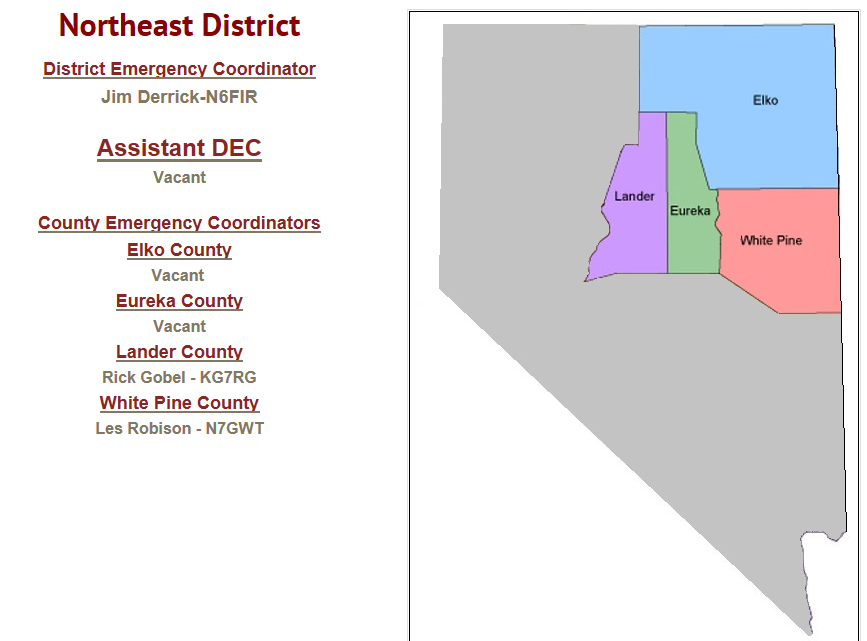 Northeast District
District Emergency Coordinator
Jim Derrick-N6FIR
Assistant DEC
Vacant
County Emergency Coordinators
Elko County
Vacant
Eureka County
Vacant
Lander County
Rick Gobel - KG7RG
White Pine County
Les Robison - N7GWT
Elko
Lander
Eureka
White Pine